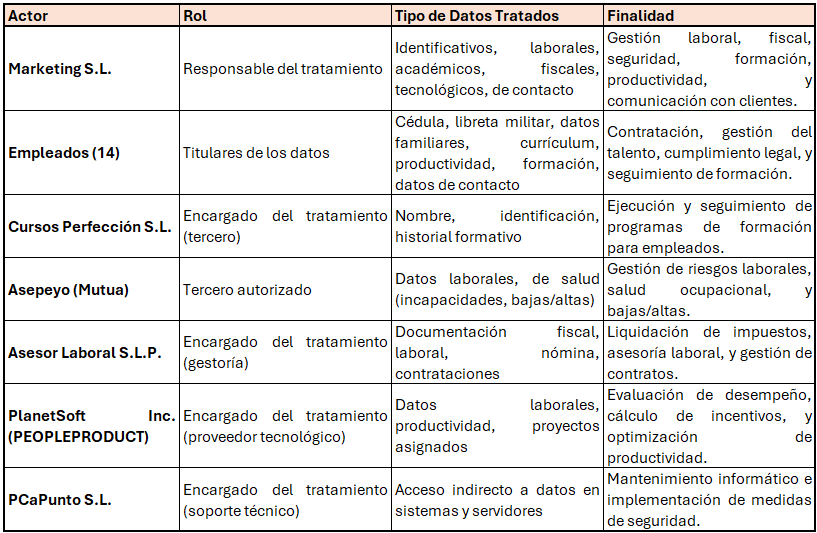 Actor Rol Tipo de Datos Tratados Finalidad
Marketing S.L.
Responsable del tratamiento
Identificativos, laborales,
académicos, fiscales,
tecnológicos, de contacto
Gestión laboral, fiscal,
seguridad, formación,
productividad, y
comunicación con clientes.
Empleados (14)
Titulares de los datos
Cédula, libreta militar, datos
familiares, currículum,
productividad, formación,
datos de contacto
Contratación, gestión del
talento, cumplimiento legal, y
seguimiento de formación.
Cursos Perfección S.L.
Encargado del tratamiento
(tercero)
Nombre, identificación,
historial formativo
Ejecución y seguimiento de
programas de formación
para empleados.
Asepeyo (Mutua)
Tercero autorizado
Datos laborales, de salud
(incapacidades, bajas/altas)
Gestión de riesgos laborales,
salud ocupacional, y
bajas/altas.
Asesor Laboral S.L.P.
Encargado del tratamiento
(gestoría)
Documentación fiscal,
laboral, nómina,
contrataciones
Liquidación de impuestos,
asesoría laboral, y gestión de
contratos.
PlanetSoft Inc.
(PEOPLEPRODUCT)
Encargado del tratamiento
(proveedor tecnológico)
Datos laborales,
productividad, proyectos
asignados
Evaluación de desempeño,
cálculo de incentivos, y
optimización de
productividad.
PCaPunto S.L.
Encargado del tratamiento
(soporte técnico)
Acceso indirecto a datos en
sistemas y servidores
Mantenimiento informático e
implementación de medidas
de seguridad.